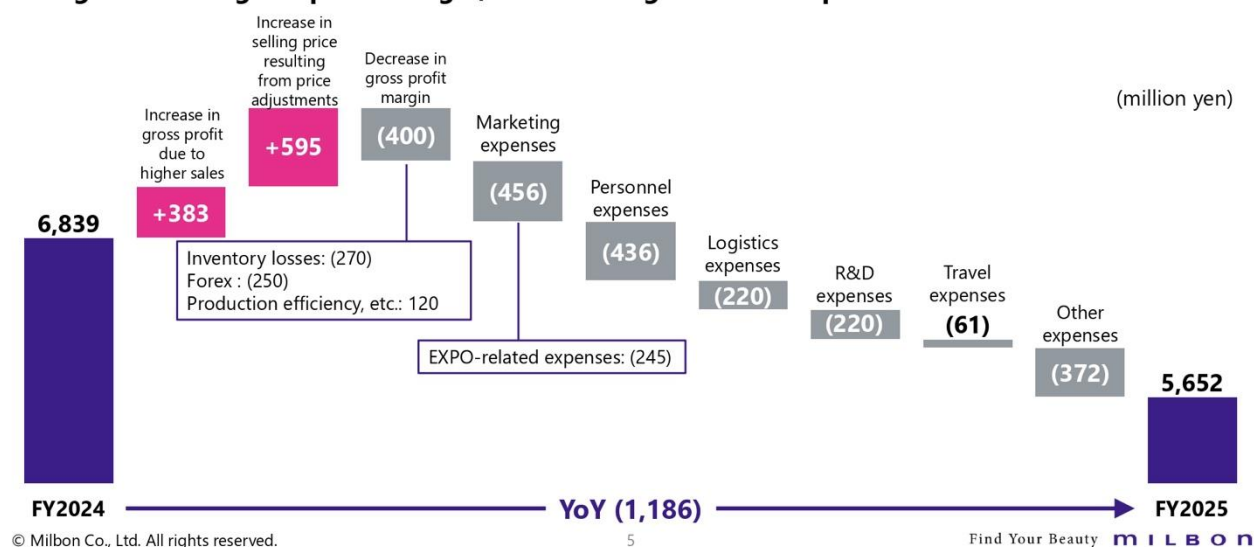 Increase in
selling price
resulting
from price
adjustments
Decrease in
gross profit
margin
(million yen)
Increase in
gross profit
due to
higher sales
+595
(400)
Marketing
expenses
+383
(456)
Personnel
expenses
6,839
(436)
Logistics
expenses
Inventory losses: (270)
Forex : (250)
Production efficiency, etc.: 120
(220)
R&D
expenses
(220)
Travel
expenses
(61)
Other
expenses
(372)
EXPO-related expenses: (245)
5,652
FY2024
YoY (1,186)
FY2025
© Milbon Co., Ltd. All rights reserved.
5
Find Your Beauty MILBON